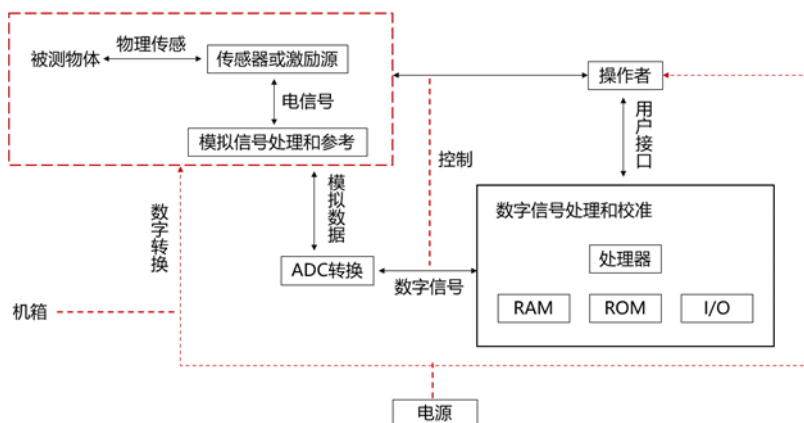 被测物体
物理传感
传感器或激励源
操作者
电信号
模拟信号处理和参考
控制
用户接口
数字转换
模拟数据
数字信号处理和校准
处理器
ADC转换
数字信号
RAM
ROM
I/O
机箱
电源